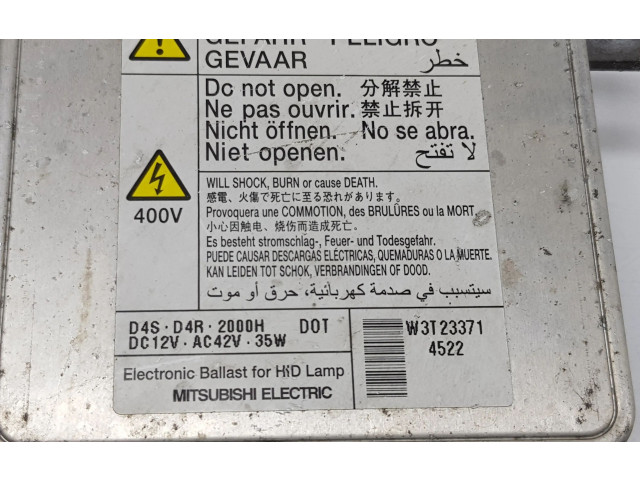 GEFAHR PELIGRO
GEVAAR خطر
Do not open. 分解禁止
Ne pas ouvrir. 禁止拆开
Nicht öffnen. No se abra.
Niet openen. لا تفتح
400V
WILL SHOCK, BURN or cause DEATH.
感電、火傷で死亡に至る恐れがあります。
Provoquera une COMMOTION, des BRULÛRES ou la MORT.
小心因触电、烧伤而造成死亡。
Es besteht stromschlag-, Feuer- und Todesgefahr.
PUEDE CAUSAR DESCARGAS ELÉCTRICAS, QUEMADURAS O LA MUERTE.
KAN LEIDEN TOT SCHOK, VERBRANDINGEN OF DOOD.
سيتسبب في صدمة كهربائية، حرق أو موت
D4S·D4R·2000H DOT
DC12V·AC42V·35W
W3T23371
4522
Electronic Ballast for HID Lamp
MITSUBISHI ELECTRIC